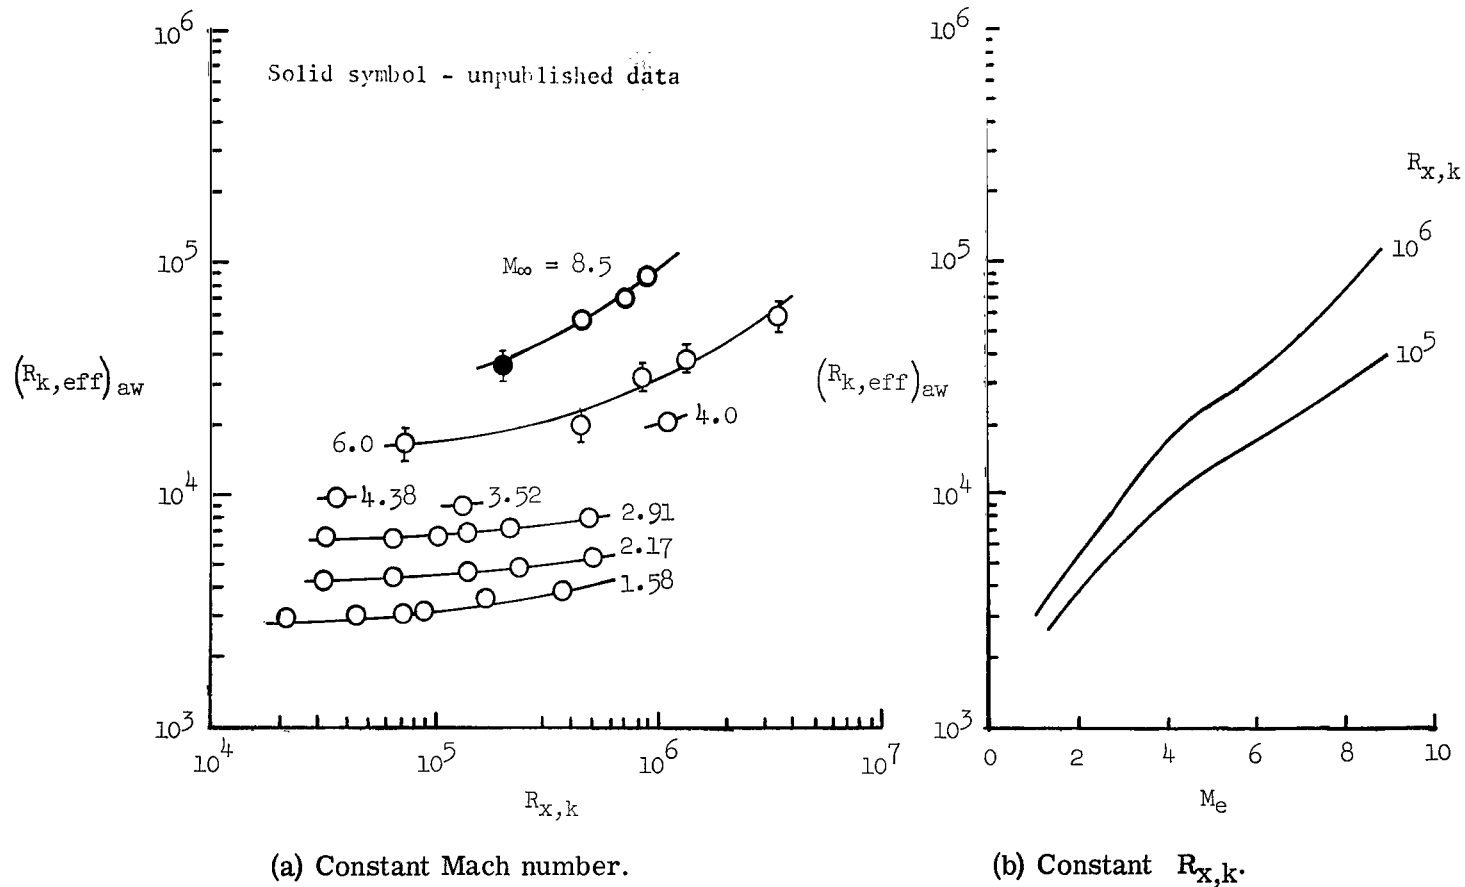 10^6
Solid symbol - unpublished data
10^5
M∞ = 8.5
(R_k,eff)_aw
6.0
4.0
10^4
4.38
3.52
2.91
2.17
1.58
10^3
10^4 10^5 10^6 10^7
R_x,k
(a) Constant Mach number.
10^6
R_x,k
10^6
10^5
10^5
(R_k,eff)_aw
10^4
10^3
0 2 4 6 8 10
M_e
(b) Constant R_x,k.